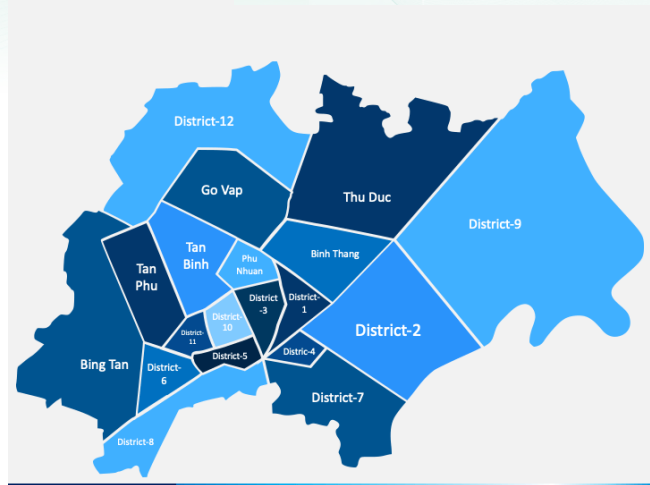 District-12
Go Vap
Thu Duc
District-9
Tan
Binh
Phu
Nhuan
Binh Thang
Tan
Phu
District
-3
District-
1
District-
10
District-
11
District-2
District-4
District-5
Bing Tan
District-
6
District-7
District-8